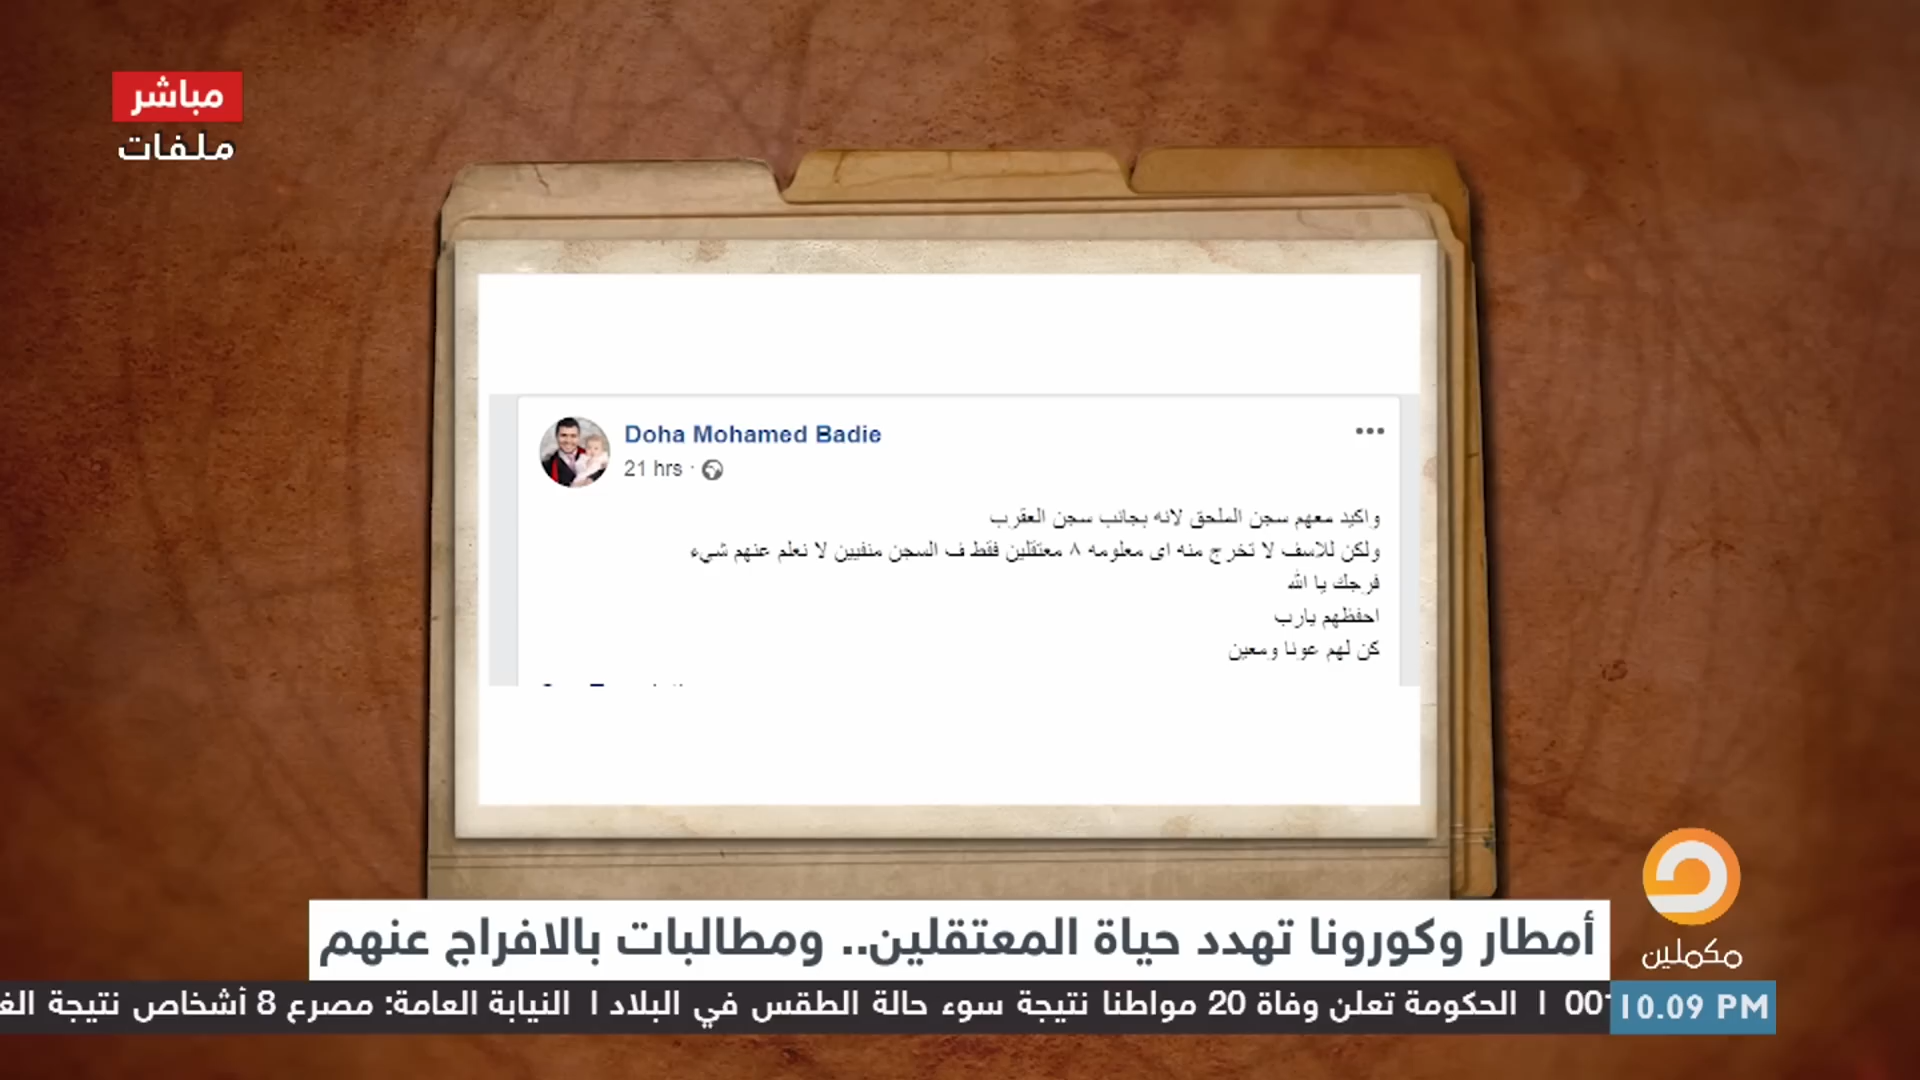 مباشر
ملفات
Doha Mohamed Badie
21 hrs ·
واكيد معهم سجن الملحق لانه بجانب سجن العقرب
ولكن للاسف لا تخرج منه اى معلومه ٨ معتقلين فقط ف السجن منفيين لا نعلم عنهم شيء
فرجك يا الله
احفظهم يارب
كن لهم عونا ومعين
أمطار وكورونا تهدد حياة المعتقلين.. ومطالبات بالافراج عنهم
مكملين
001 | الحكومة تعلن وفاة 20 مواطنا نتيجة سوء حالة الطقس في البلاد | النيابة العامة: مصرع 8 أشخاص نتيجة
10.09 PM